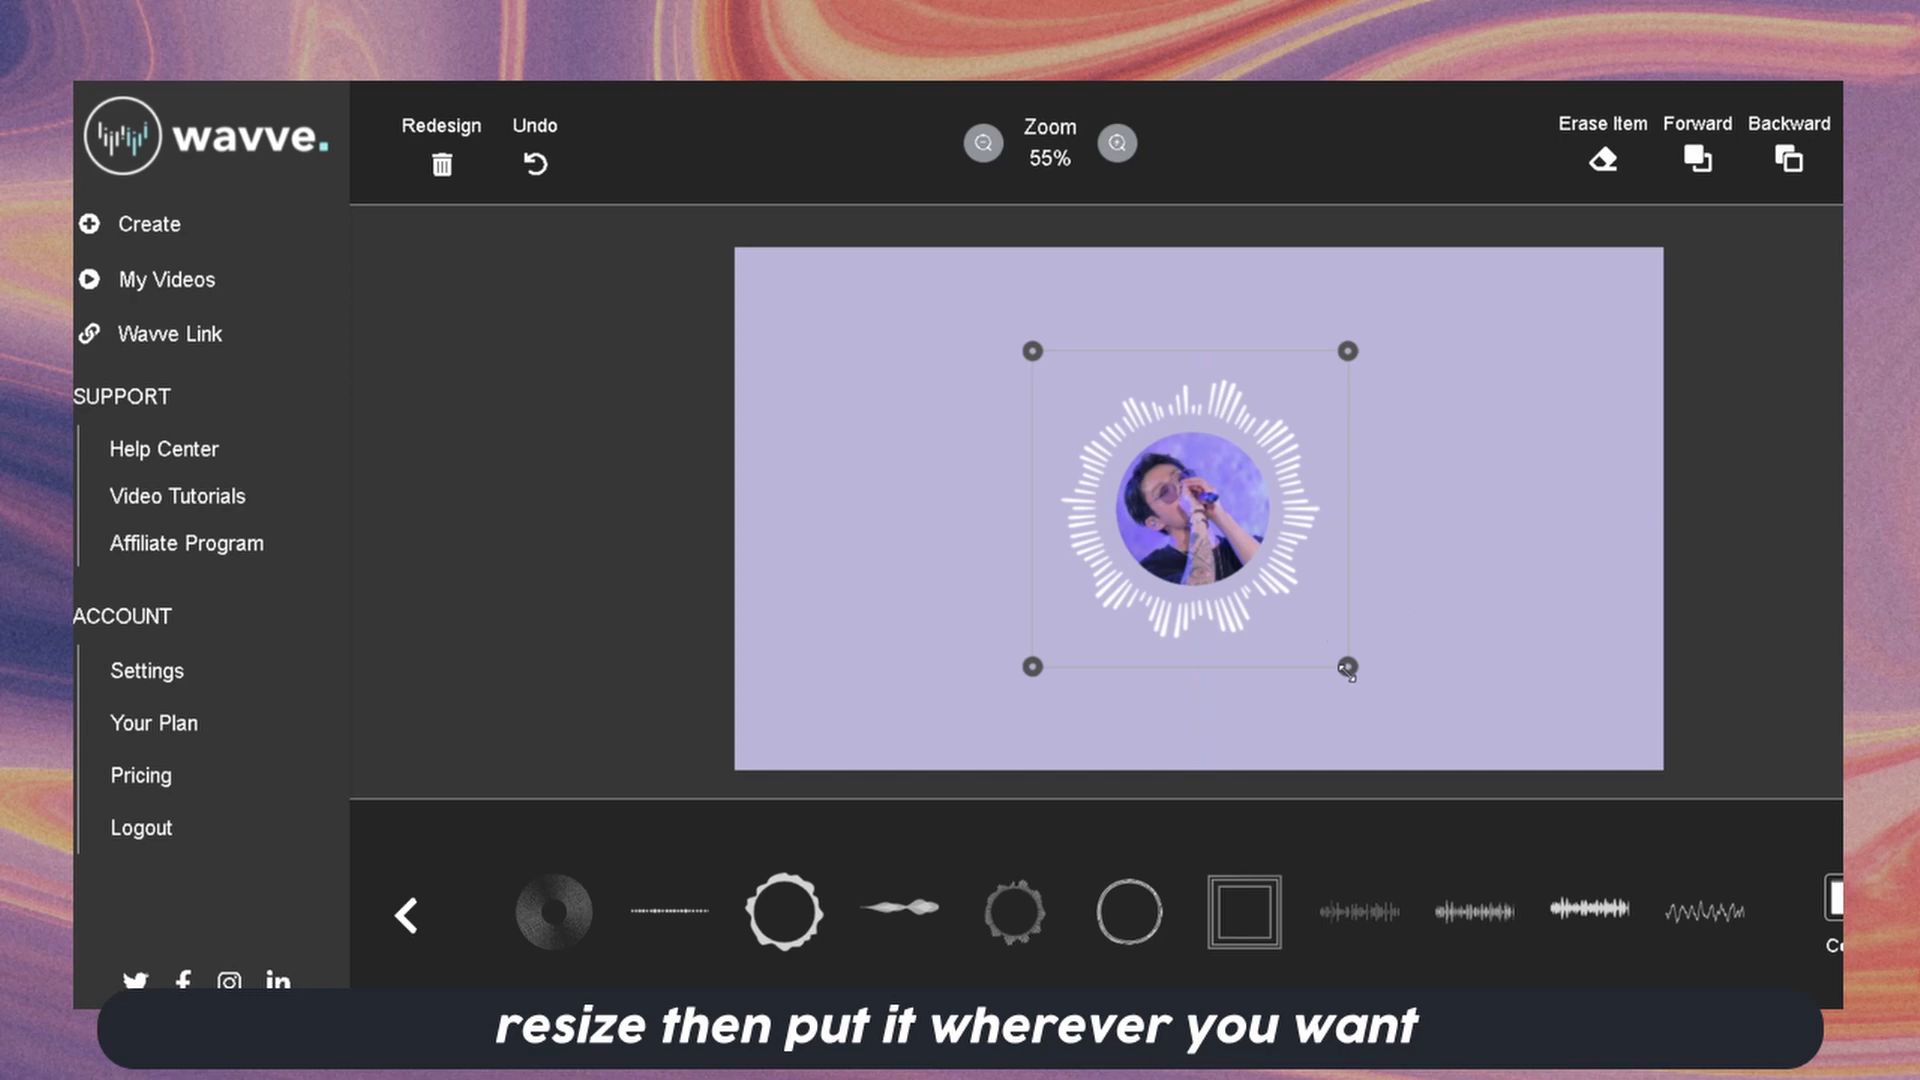 wavve.
Redesign
Undo
Zoom
55%
Erase Item
Forward
Backward
Create
My Videos
Wavve Link
SUPPORT
Help Center
Video Tutorials
Affiliate Program
ACCOUNT
Settings
Your Plan
Pricing
Logout
resize then put it wherever you want